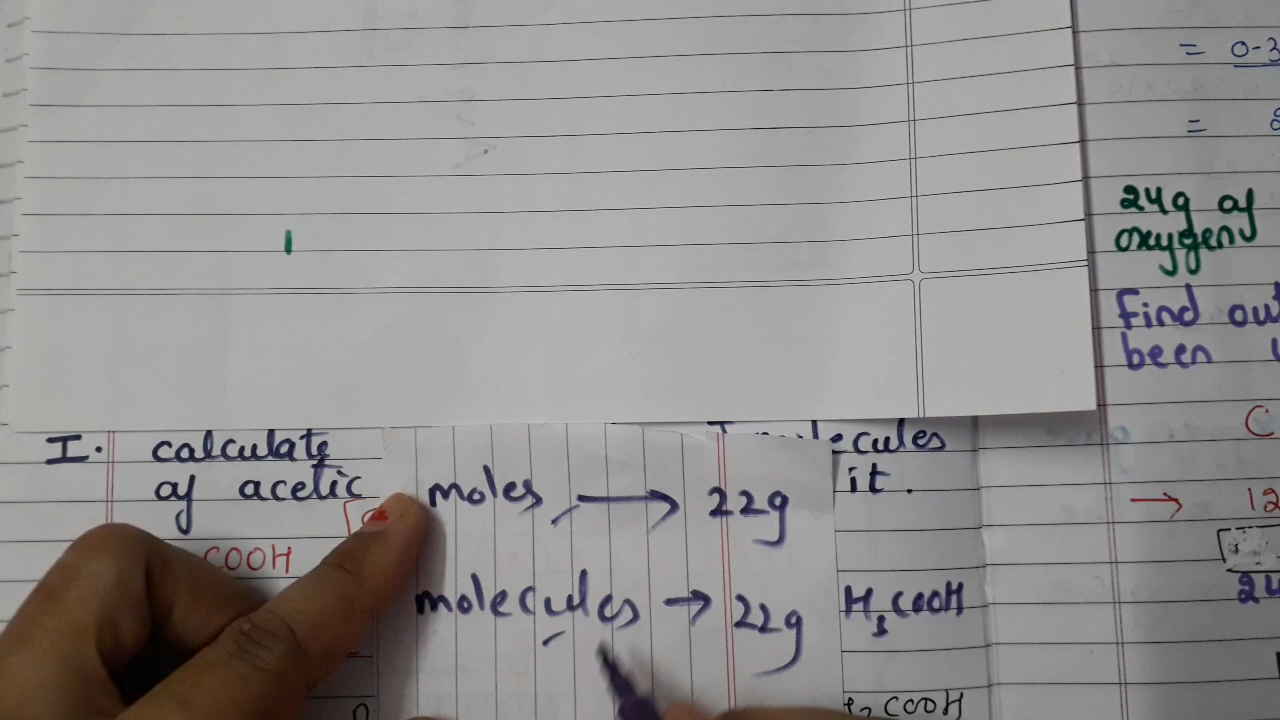 = 0-3
=
24g of
oxygen
Find out
been
I. calculate
of acetic
COOH
moles, → 22g
molecules → 22g
molecules
it.
H3COOH
COOH
C
→ 12
24